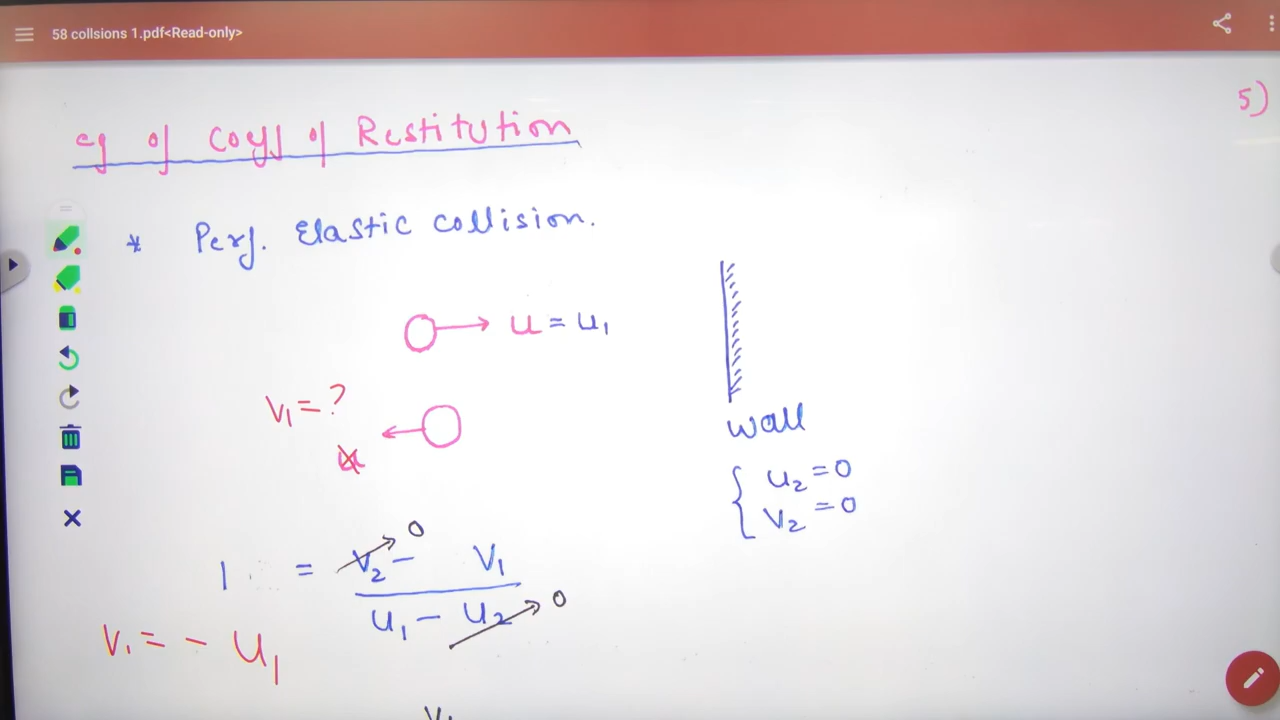 58 collsions 1.pdf<Read-only>
5)
eg of Coeff of Restitution
* Perf. Elastic collision.
u = u₁
v₁ = ?
wall
u₂ = 0
v₂ = 0
1 = (v₂ → 0 - v₁) / (u₁ - u₂ → 0)
v₁ = - u₁